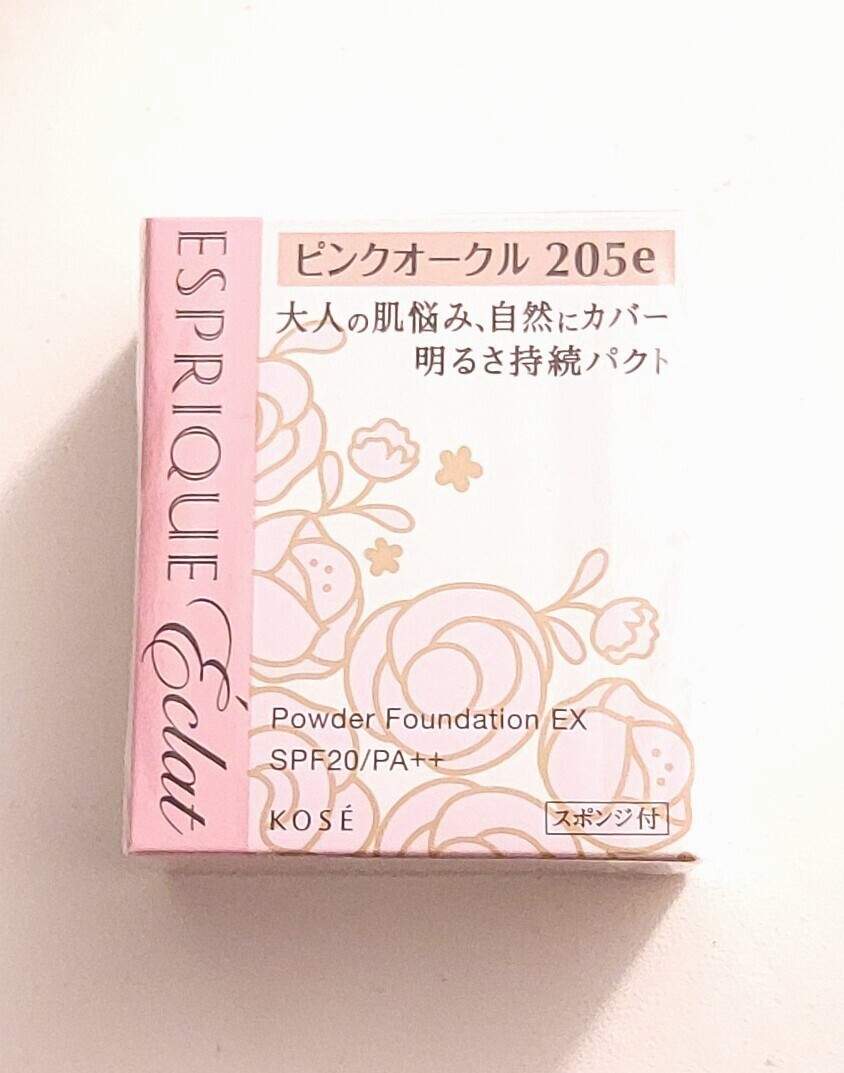 ESPRIQUE Éclat
ピンクオークル 205e
大人の肌悩み、自然にカバー
明るさ持続パクト
Powder Foundation EX
SPF20/PA++
KOSÉ
スポンジ付